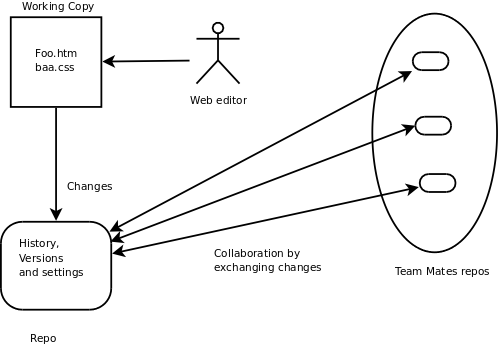 Working Copy
Foo.htm
baa.css
Web editor
Changes
History,
Versions
and settings
Collaboration by
exchanging changes
Team Mates repos
Repo